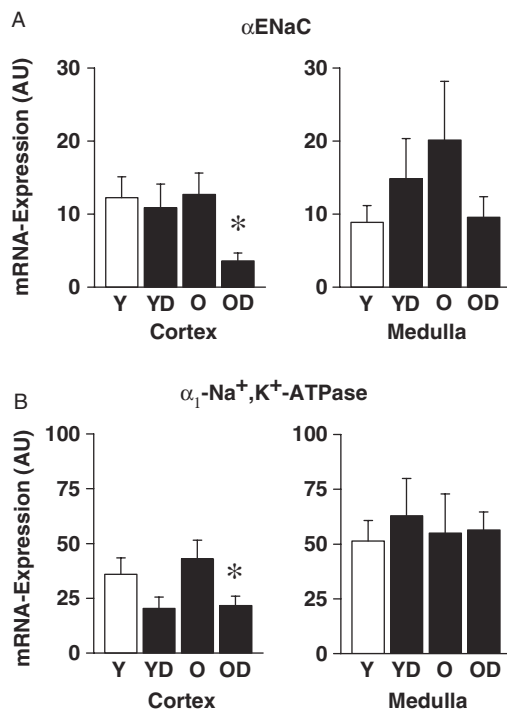 A
αENaC
mRNA-Expression (AU)
30
20
10
0
*
Y YD O OD
Cortex
30
20
10
0
Y YD O OD
Medulla
B
α₁-Na⁺,K⁺-ATPase
mRNA-Expression (AU)
100
75
50
25
0
*
Y YD O OD
Cortex
100
75
50
25
0
Y YD O OD
Medulla